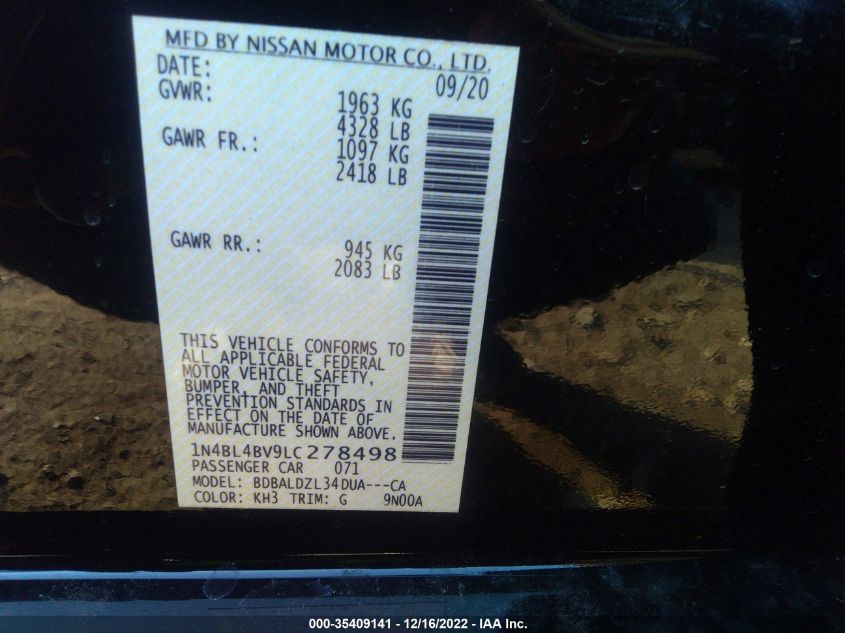 MFD BY NISSAN MOTOR CO., LTD.
DATE: 09/20
GVWR: 1963 KG
4328 LB
GAWR FR.: 1097 KG
2418 LB
GAWR RR.: 945 KG
2083 LB
THIS VEHICLE CONFORMS TO
ALL APPLICABLE FEDERAL
MOTOR VEHICLE SAFETY,
BUMPER, AND THEFT
PREVENTION STANDARDS IN
EFFECT ON THE DATE OF
MANUFACTURE SHOWN ABOVE.
1N4BL4BV9LC278498
PASSENGER CAR 071
MODEL: BDBALDZL34DUA---CA
COLOR: KH3 TRIM: G 9N00A
000-35409141 - 12/16/2022 - IAA Inc.